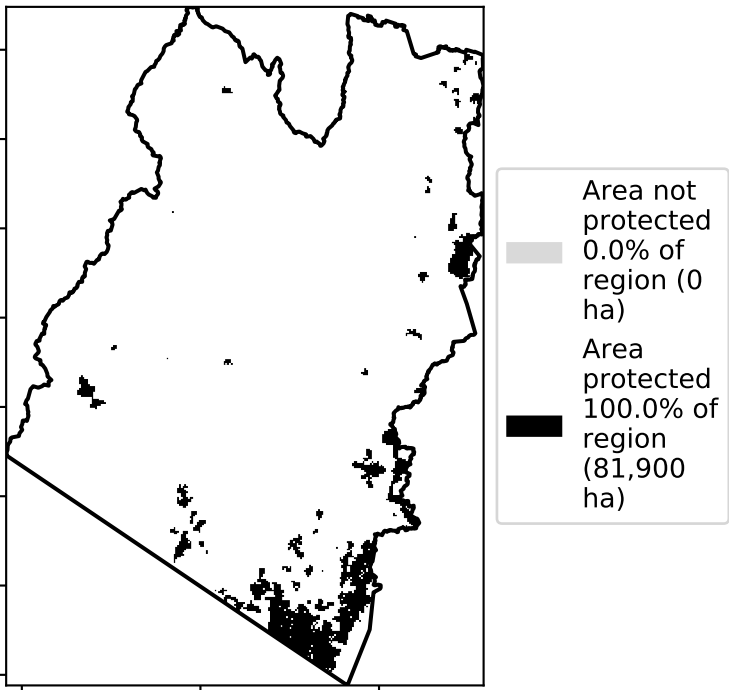 Area not
protected
0.0% of
region (0
ha)
Area
protected
100.0% of
region
(81,900
ha)